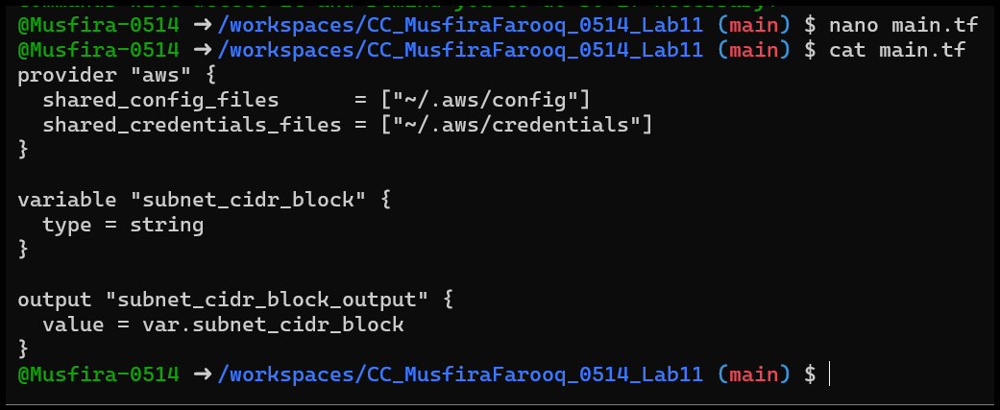 @Musfira-0514 ➜ /workspaces/CC_MusfiraFarooq_0514_Lab11 (main) $ nano main.tf
@Musfira-0514 ➜ /workspaces/CC_MusfiraFarooq_0514_Lab11 (main) $ cat main.tf
provider "aws" {
  shared_config_files      = ["~/.aws/config"]
  shared_credentials_files = ["~/.aws/credentials"]
}

variable "subnet_cidr_block" {
  type = string
}

output "subnet_cidr_block_output" {
  value = var.subnet_cidr_block
}
@Musfira-0514 ➜ /workspaces/CC_MusfiraFarooq_0514_Lab11 (main) $